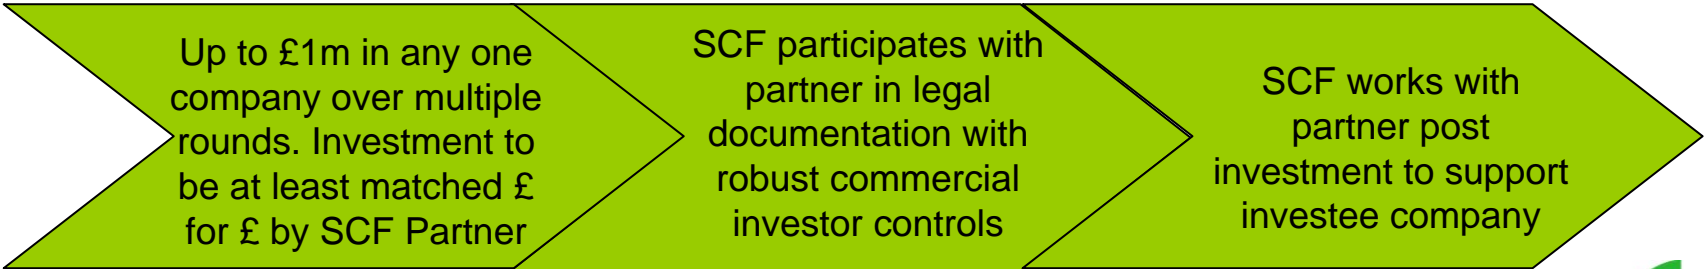 Up to £1m in any one
company over multiple
rounds. Investment to
be at least matched £
for £ by SCF Partner
SCF participates with
partner in legal
documentation with
robust commercial
investor controls
SCF works with
partner post
investment to support
investee company